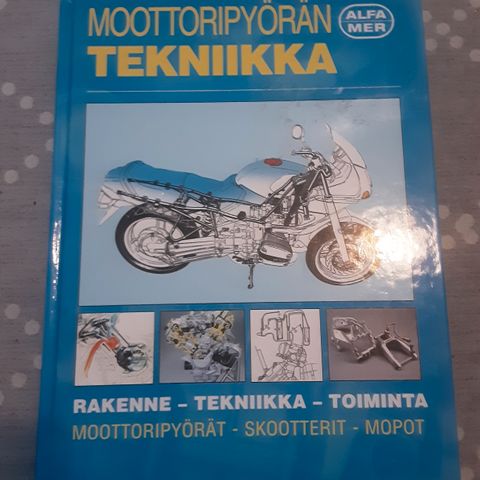 MOOTTORIPYÖRÄN
ALFA
MER
TEKNIIKKA
RAKENNE – TEKNIIKKA – TOIMINTA
MOOTTORIPYÖRÄT - SKOOTTERIT - MOPOT